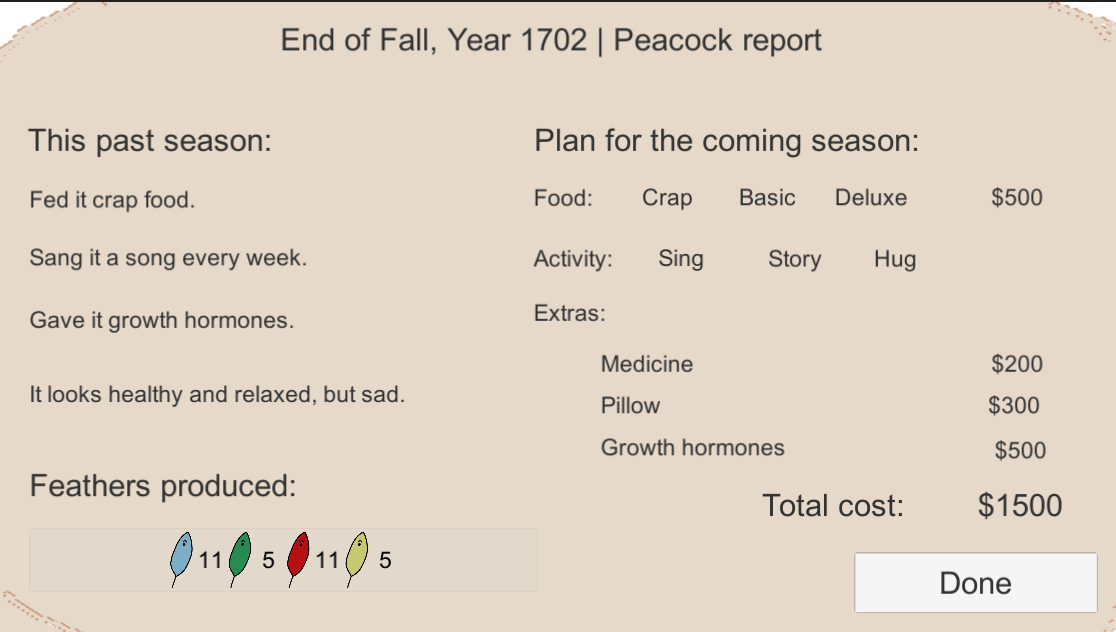 End of Fall, Year 1702 | Peacock report
This past season:
Fed it crap food.
Sang it a song every week.
Gave it growth hormones.
It looks healthy and relaxed, but sad.
Feathers produced:
11 5 11 5
Plan for the coming season:
Food: Crap Basic Deluxe $500
Activity: Sing Story Hug
Extras:
Medicine $200
Pillow $300
Growth hormones $500
Total cost: $1500
Done